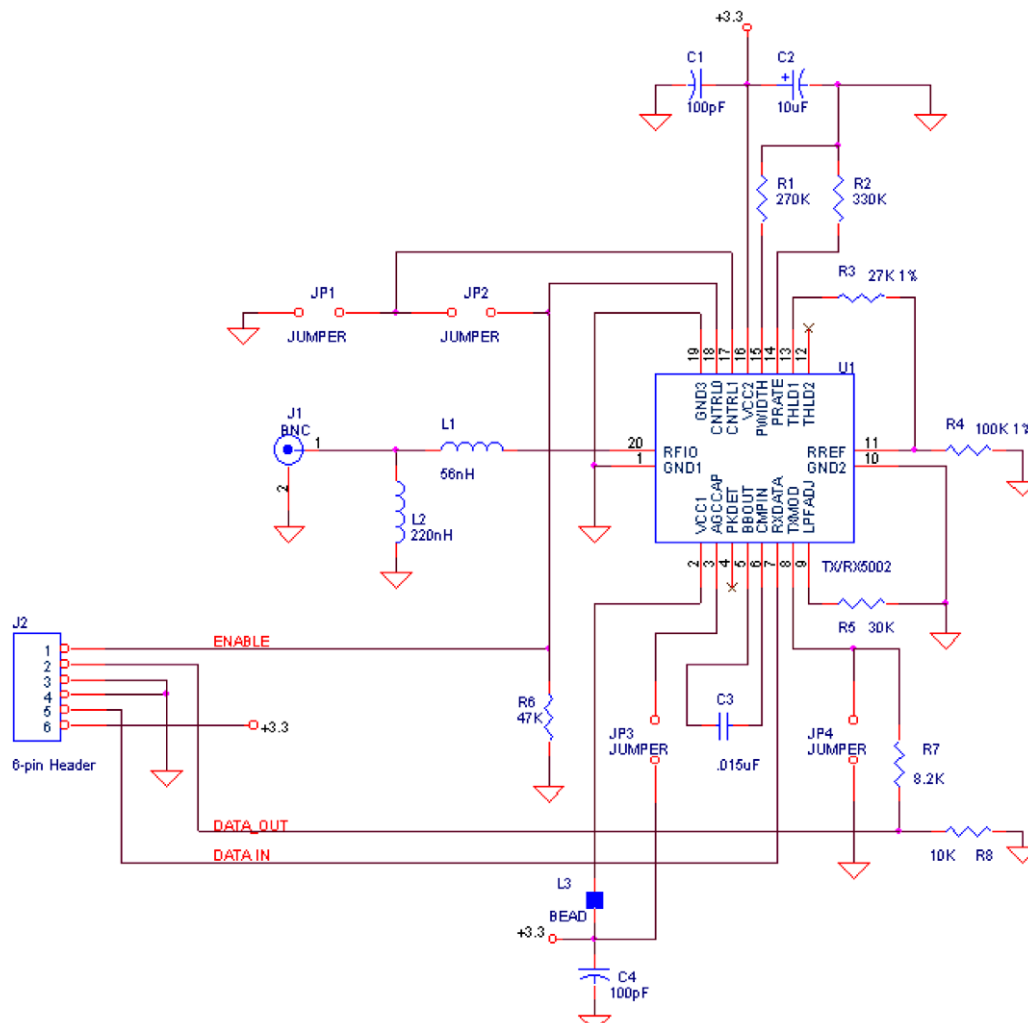 +3.3
C1
100pF
C2
+
10uF
R1
270K
R2
330K
R3 27K 1%
JP1
JUMPER
JP2
JUMPER
19
18
17
16
15
14
13
12
U1
GND3
CNTRL0
CNTRL1
VCC2
PWIDTH
PRATE
THLD1
THLD2
J1
BNC
1
2
L1
56nH
L2
220nH
20
1
RFIO
GND1
RREF
GND2
11
10
R4 100K 1%
VCC1
AGCCAP
PKDET
BBOUT
CMPIN
RXDATA
TXMOD
LPFADJ
2
3
4
5
6
7
8
9
TX/RX5002
R5 30K
J2
1
2
3
4
5
6
6-pin Header
ENABLE
+3.3
R6
47K
JP3
JUMPER
C3
.015uF
JP4
JUMPER
R7
8.2K
DATA_OUT
DATA IN
10K R8
L3
BEAD
+3.3
C4
100pF